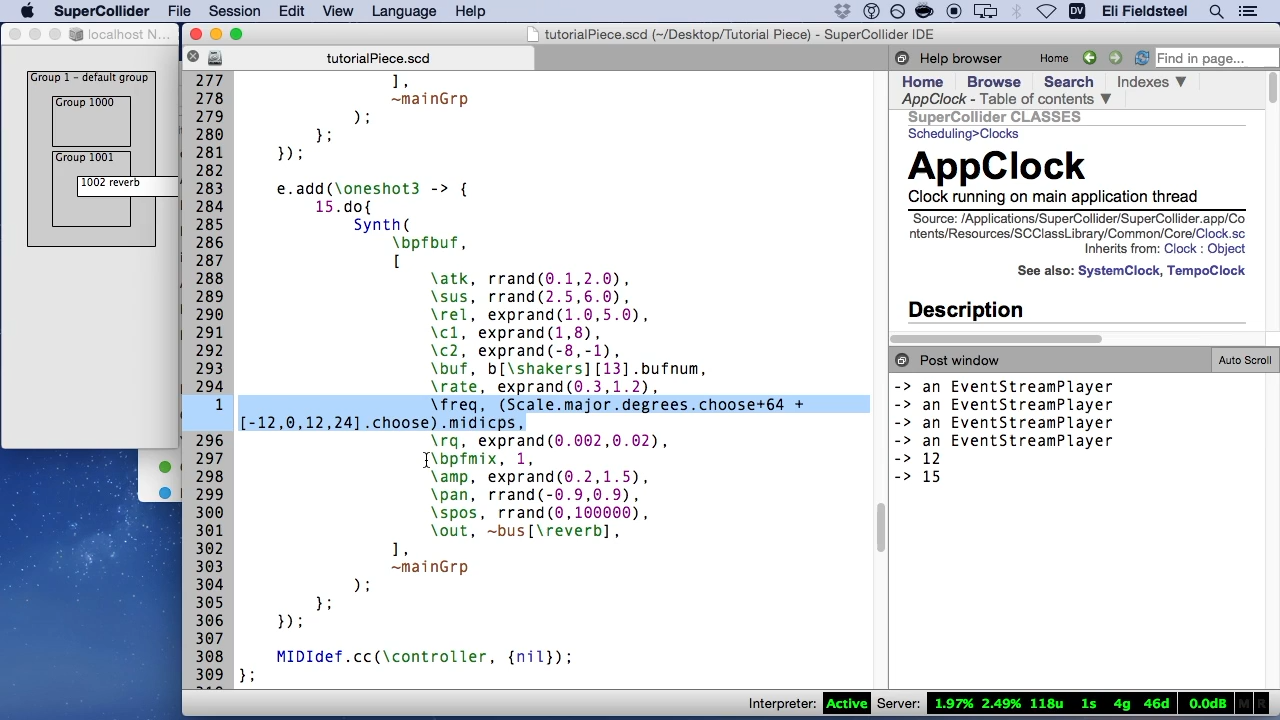 SuperCollider File Session Edit View Language Help DV Eli Fieldsteel
localhost N...
tutorialPiece.scd (~/Desktop/Tutorial Piece) - SuperCollider IDE
tutorialPiece.scd
Group 1 - default group
Group 1000
Group 1001
1002 reverb
277 ],
278 ~mainGrp
279 );
280 };
281 });
282
283 e.add(\oneshot3 -> {
284 15.do{
285 Synth(
286 \bpfbuf,
287 [
288 \atk, rrand(0.1,2.0),
289 \sus, rrand(2.5,6.0),
290 \rel, exprand(1.0,5.0),
291 \c1, exprand(1,8),
292 \c2, exprand(-8,-1),
293 \buf, b[\shakers][13].bufnum,
294 \rate, exprand(0.3,1.2),
1 \freq, (Scale.major.degrees.choose+64 +
[-12,0,12,24].choose).midicps,
296 \rq, exprand(0.002,0.02),
297 \bpfmix, 1,
298 \amp, exprand(0.2,1.5),
299 \pan, rrand(-0.9,0.9),
300 \spos, rrand(0,100000),
301 \out, ~bus[\reverb],
302 ],
303 ~mainGrp
304 );
305 };
306 });
307
308 MIDIdef.cc(\controller, {nil});
309 };
Help browser Home Find in page...
Home Browse Search Indexes ▼
AppClock - Table of contents ▼
SuperCollider CLASSES
Scheduling>Clocks
AppClock
Clock running on main application thread
Source: /Applications/SuperCollider/SuperCollider.app/Co
ntents/Resources/SCClassLibrary/Common/Core/Clock.sc
Inherits from: Clock : Object
See also: SystemClock, TempoClock
Description
Post window Auto Scroll
-> an EventStreamPlayer
-> an EventStreamPlayer
-> an EventStreamPlayer
-> an EventStreamPlayer
-> 12
-> 15
Interpreter: Active Server: 1.97% 2.49% 118u 1s 4g 46d 0.0dB M R